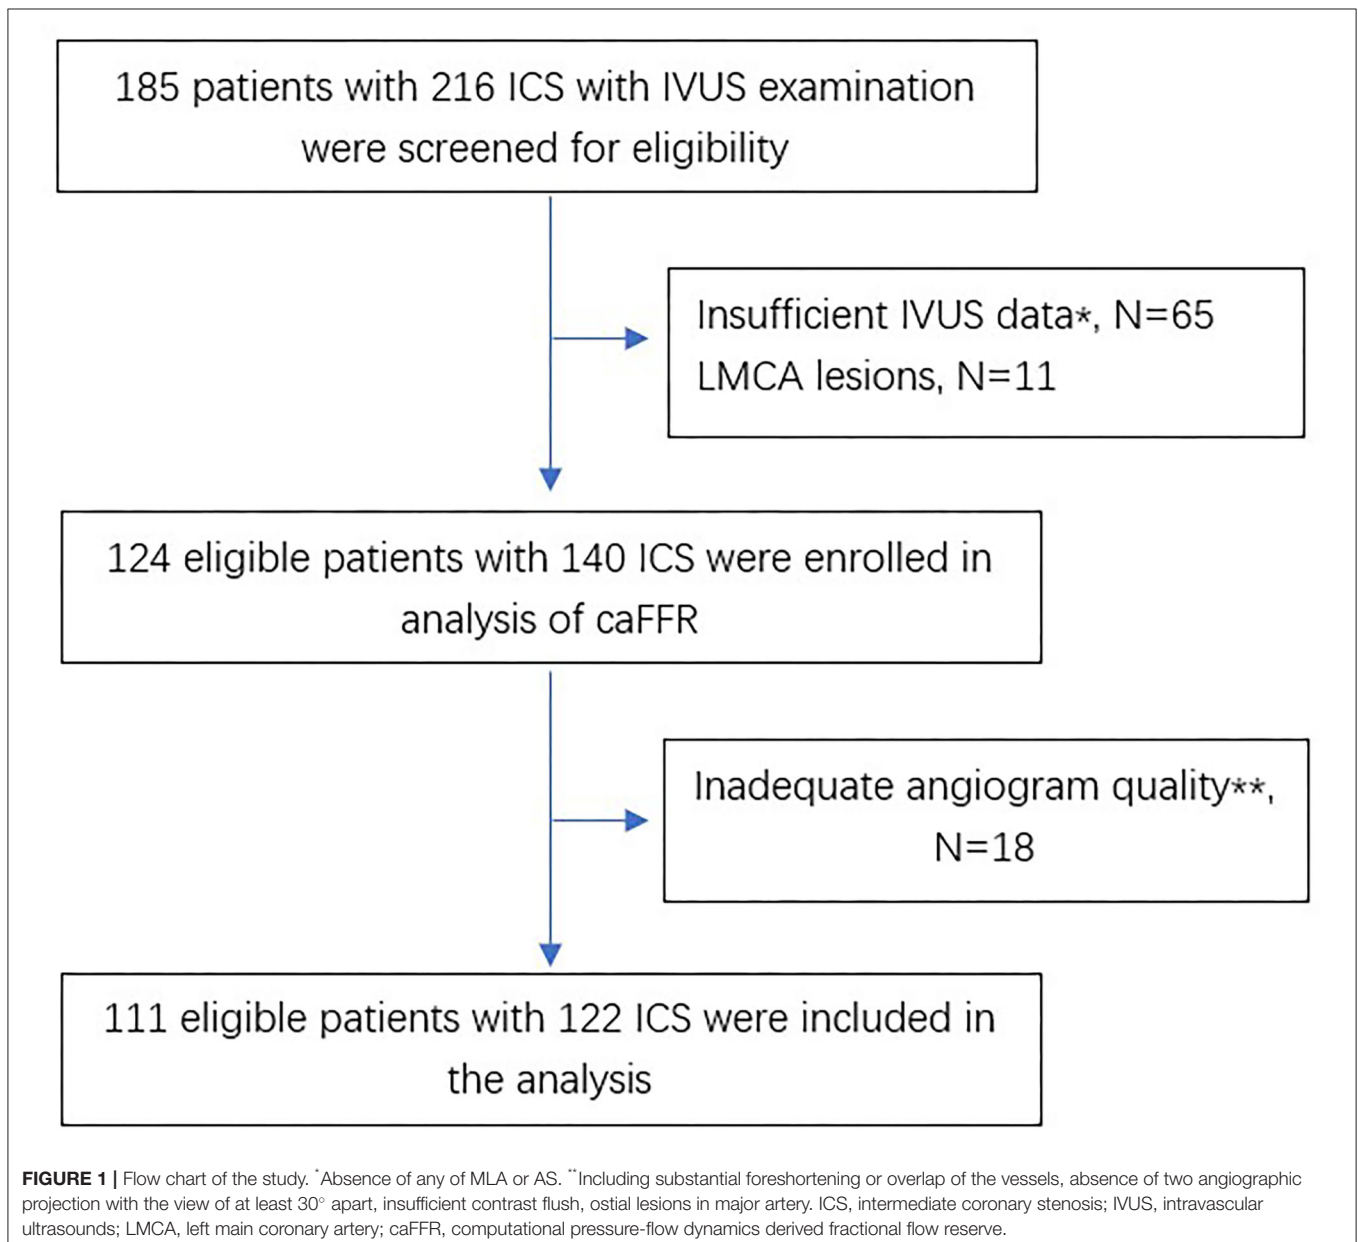 185 patients with 216 ICS with IVUS examination
were screened for eligibility
Insufficient IVUS data*, N=65
LMCA lesions, N=11
124 eligible patients with 140 ICS were enrolled in
analysis of caFFR
Inadequate angiogram quality**,
N=18
111 eligible patients with 122 ICS were included in
the analysis
FIGURE 1 | Flow chart of the study. *Absence of any of MLA or AS. **Including substantial foreshortening or overlap of the vessels, absence of two angiographic
projection with the view of at least 30° apart, insufficient contrast flush, ostial lesions in major artery. ICS, intermediate coronary stenosis; IVUS, intravascular
ultrasounds; LMCA, left main coronary artery; caFFR, computational pressure-flow dynamics derived fractional flow reserve.